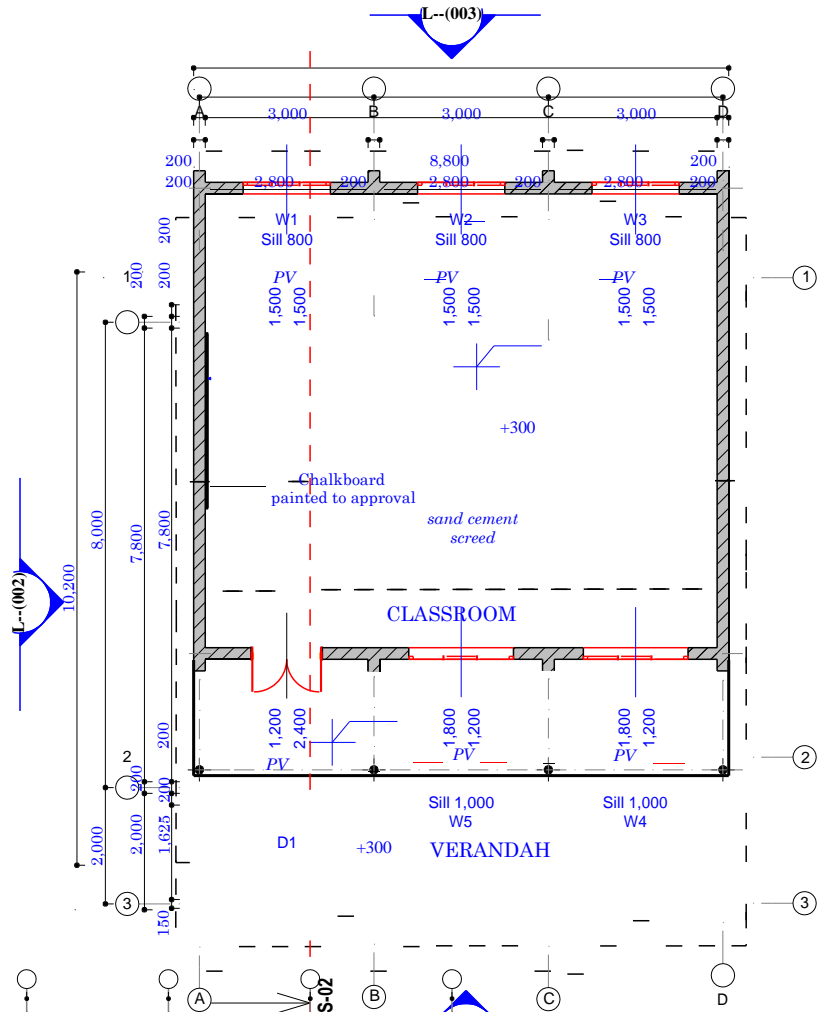 L--(003)
A B C D
3,000 3,000 3,000
200 8,800 200
200 2,800 200 2,800 200 2,800 200
W1 W2 W3
Sill 800 Sill 800 Sill 800
PV PV PV
1,500 1,500 1,500 1,500 1,500 1,500
200
1 200 200 1
+300
Chalkboard
painted to approval
sand cement
screed
8,000 7,800 7,800
10,200
L--(002)
CLASSROOM
1,200 2,400 1,800 1,200 1,800 1,200
200
2 PV PV PV 2
200 200
Sill 1,000 Sill 1,000
W5 W4
D1 +300 VERANDAH
2,000 2,000 1,625
3 150 3
A B C D
S-02